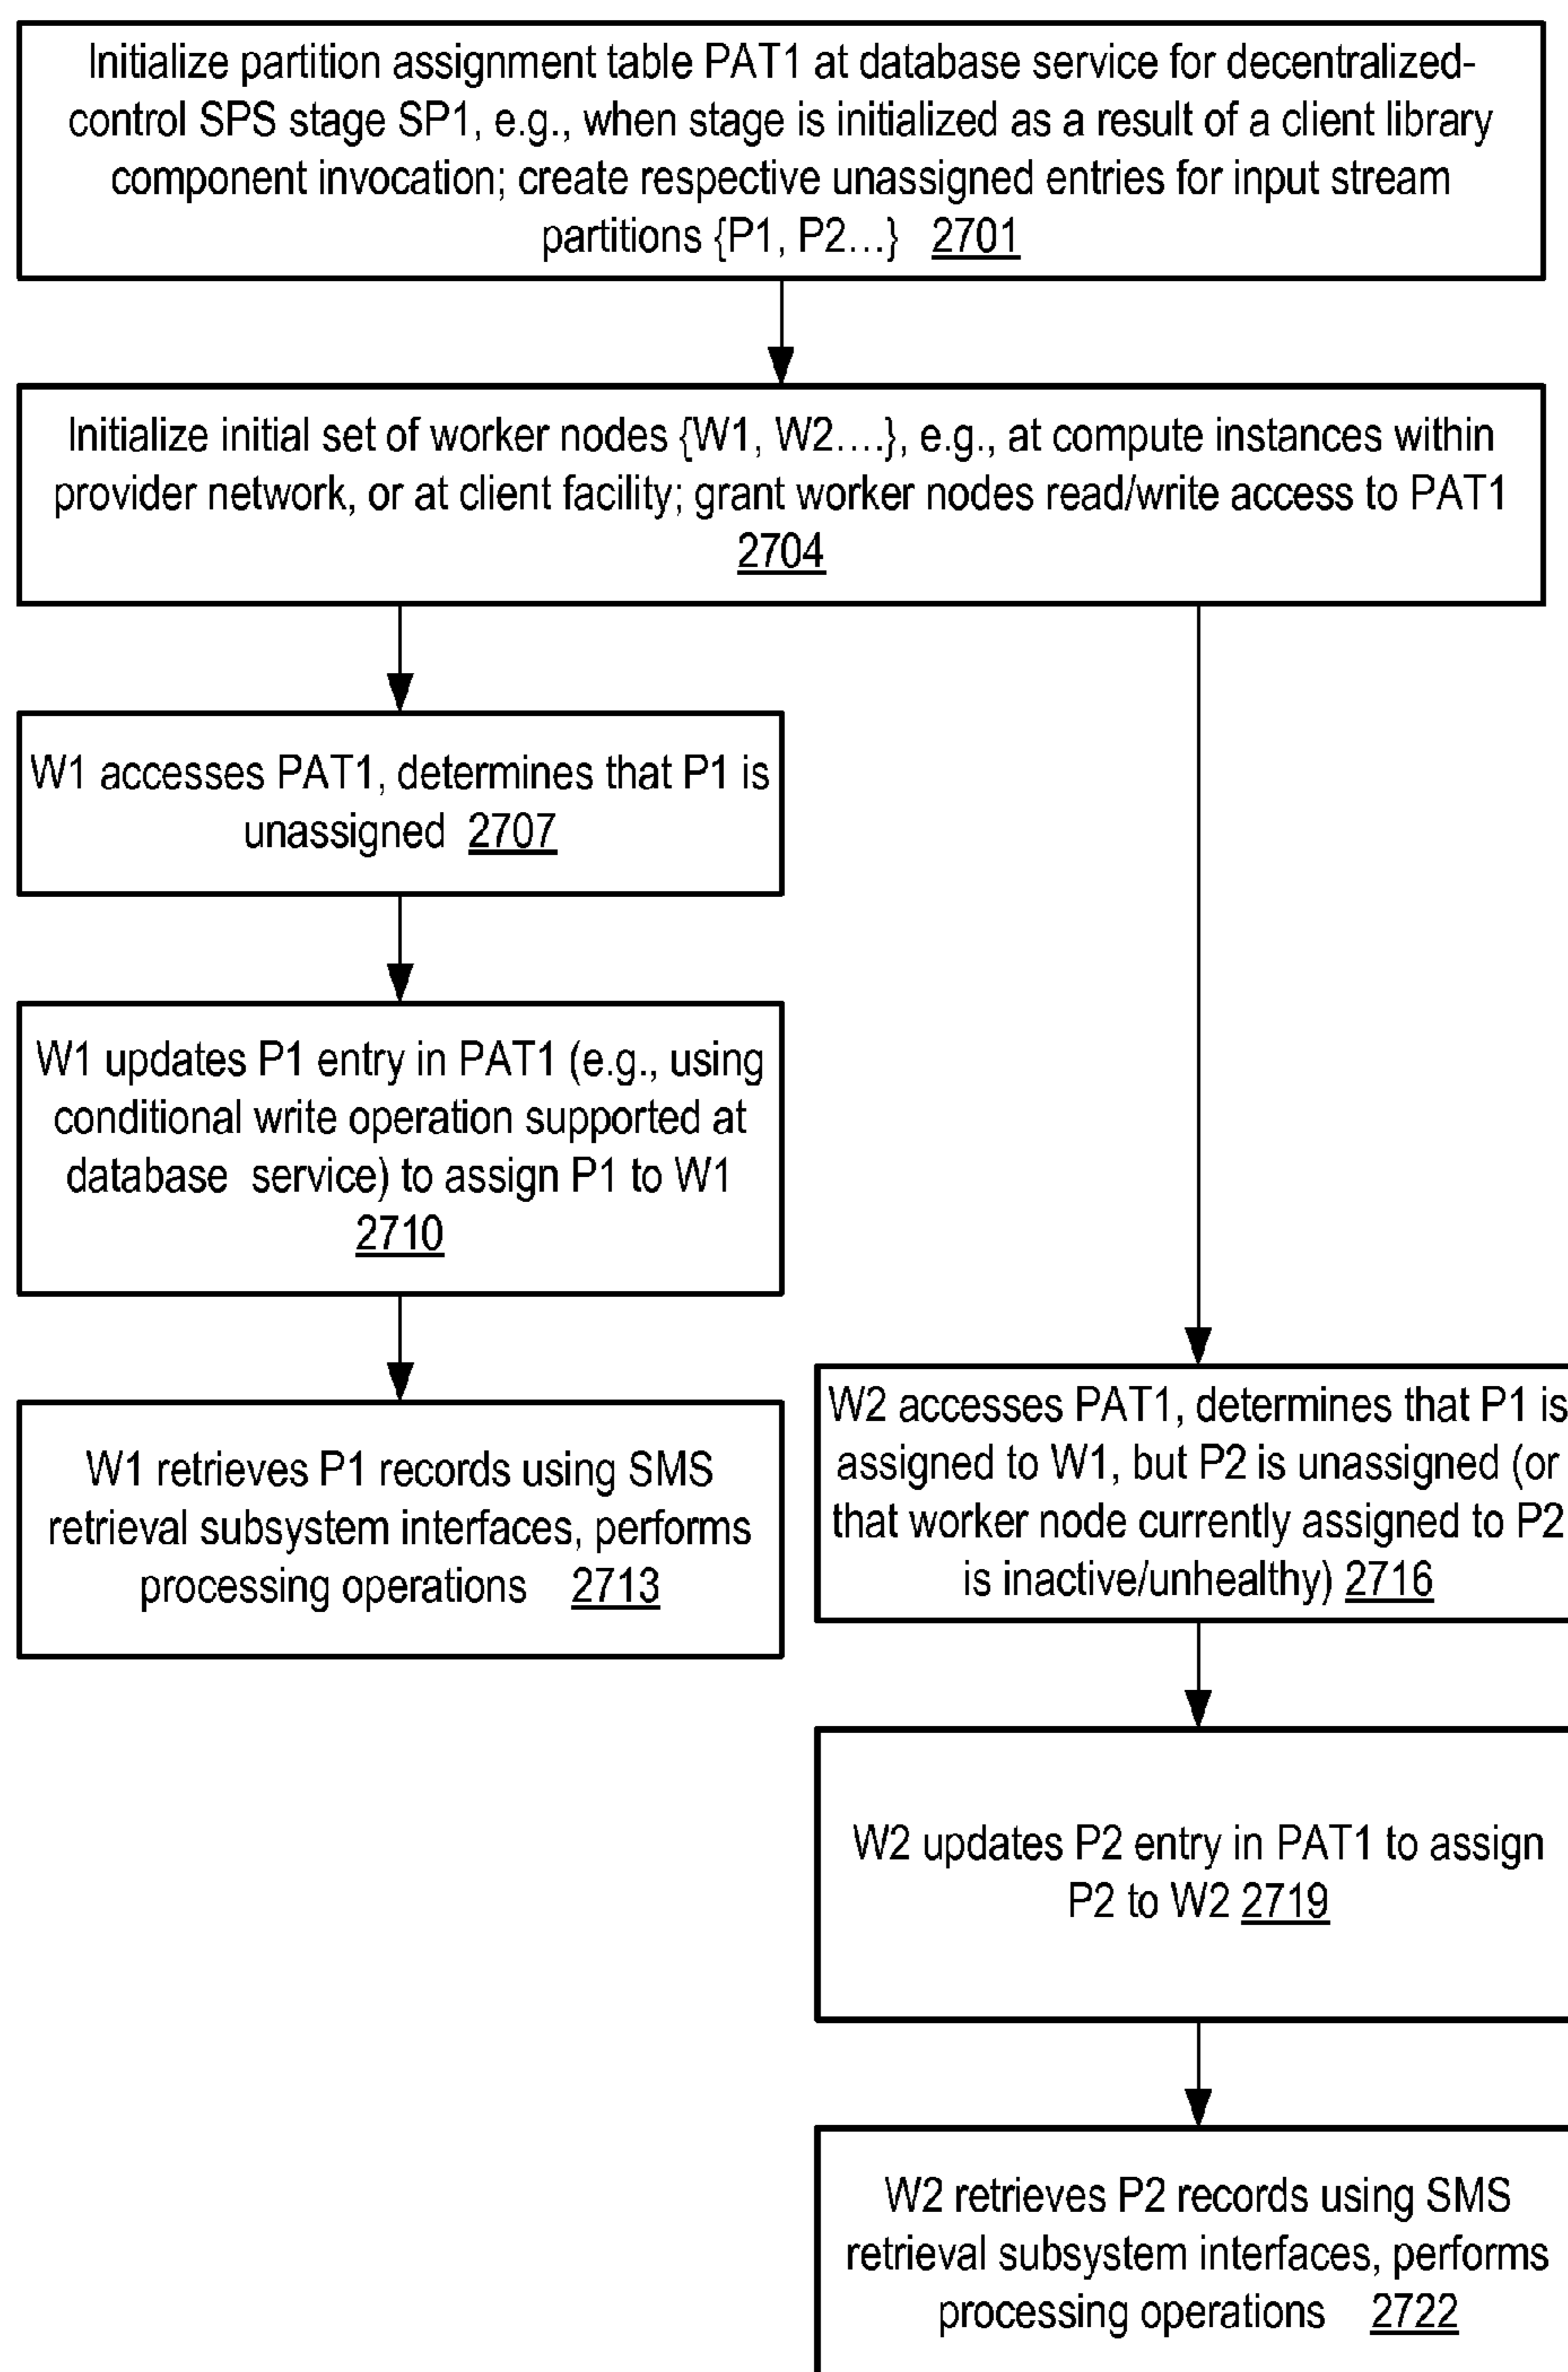 Initialize partition assignment table PAT1 at database service for decentralized-
control SPS stage SP1, e.g., when stage is initialized as a result of a client library
component invocation; create respective unassigned entries for input stream
partitions {P1, P2…} 2701
Initialize initial set of worker nodes {W1, W2….}, e.g., at compute instances within
provider network, or at client facility; grant worker nodes read/write access to PAT1
2704
W1 accesses PAT1, determines that P1 is
unassigned 2707
W1 updates P1 entry in PAT1 (e.g., using
conditional write operation supported at
database service) to assign P1 to W1
2710
W1 retrieves P1 records using SMS
retrieval subsystem interfaces, performs
processing operations 2713
W2 accesses PAT1, determines that P1 is
assigned to W1, but P2 is unassigned (or
that worker node currently assigned to P2
is inactive/unhealthy) 2716
W2 updates P2 entry in PAT1 to assign
P2 to W2 2719
W2 retrieves P2 records using SMS
retrieval subsystem interfaces, performs
processing operations 2722